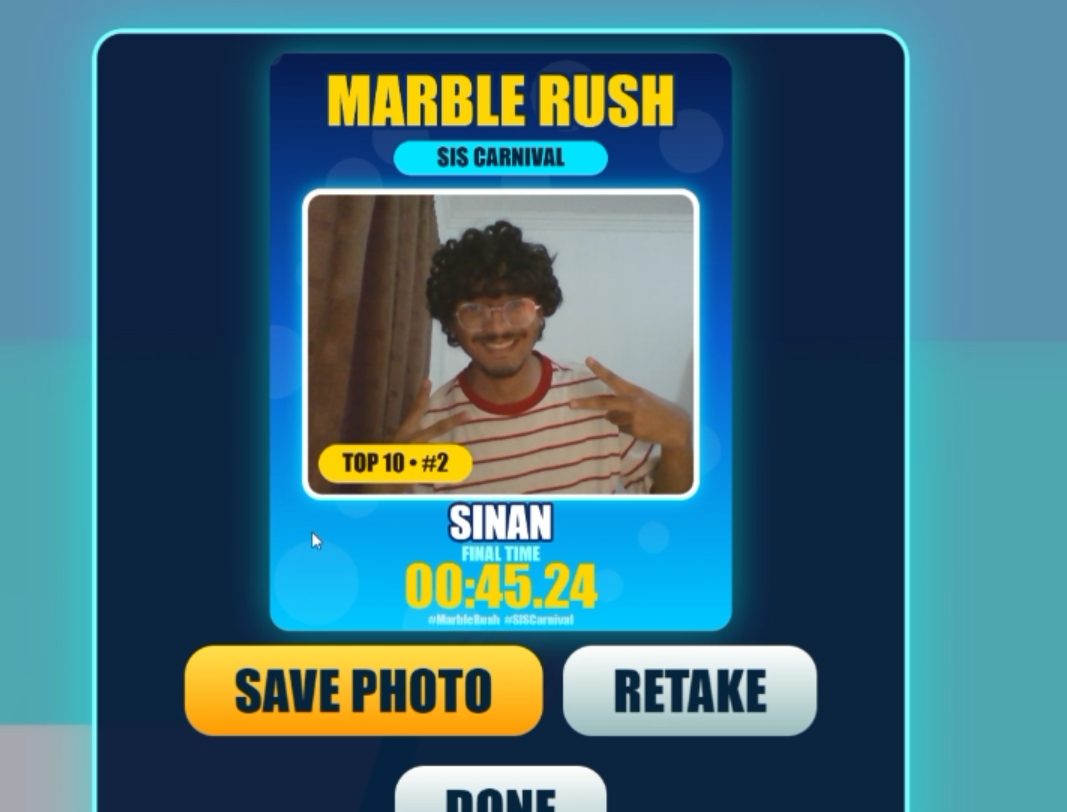 MARBLE RUSH
SIS CARNIVAL
TOP 10 • #2
SINAN
FINAL TIME
00:45.24
#MarbleRush #SISCarnival
SAVE PHOTO
RETAKE
DONE